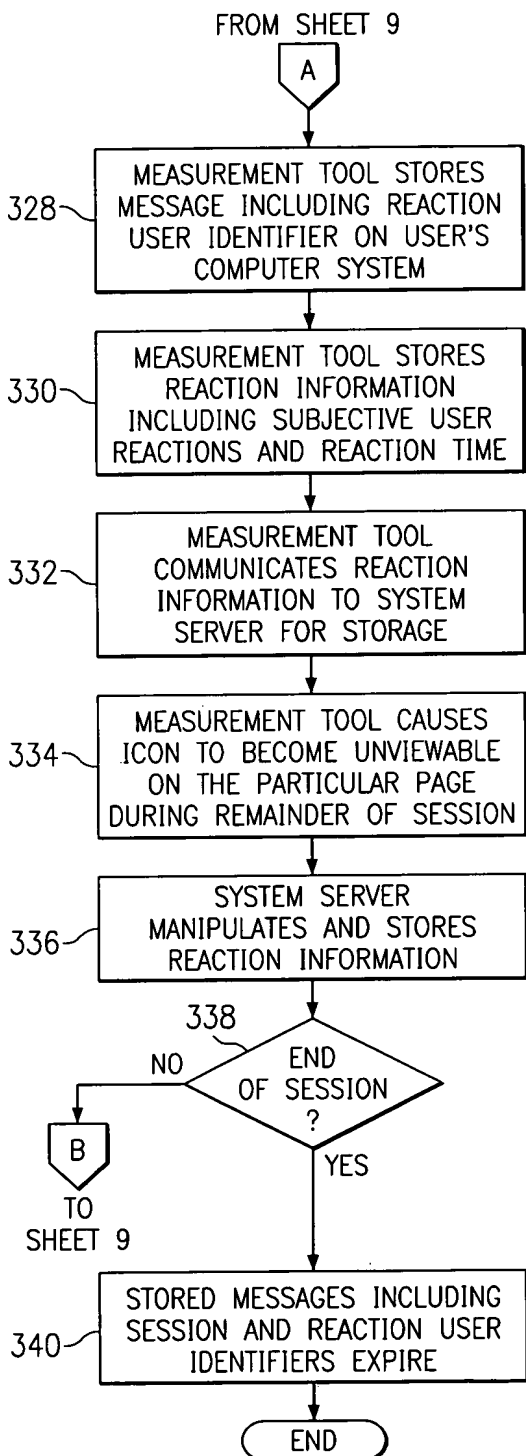 FROM SHEET 9
A
328
MEASUREMENT TOOL STORES
MESSAGE INCLUDING REACTION
USER IDENTIFIER ON USER'S
COMPUTER SYSTEM
330
MEASUREMENT TOOL STORES
REACTION INFORMATION
INCLUDING SUBJECTIVE USER
REACTIONS AND REACTION TIME
332
MEASUREMENT TOOL
COMMUNICATES REACTION
INFORMATION TO SYSTEM
SERVER FOR STORAGE
334
MEASUREMENT TOOL CAUSES
ICON TO BECOME UNVIEWABLE
ON THE PARTICULAR PAGE
DURING REMAINDER OF SESSION
336
SYSTEM SERVER
MANIPULATES AND STORES
REACTION INFORMATION
338
END
OF SESSION
?
NO
B
TO
SHEET 9
YES
340
STORED MESSAGES INCLUDING
SESSION AND REACTION USER
IDENTIFIERS EXPIRE
END